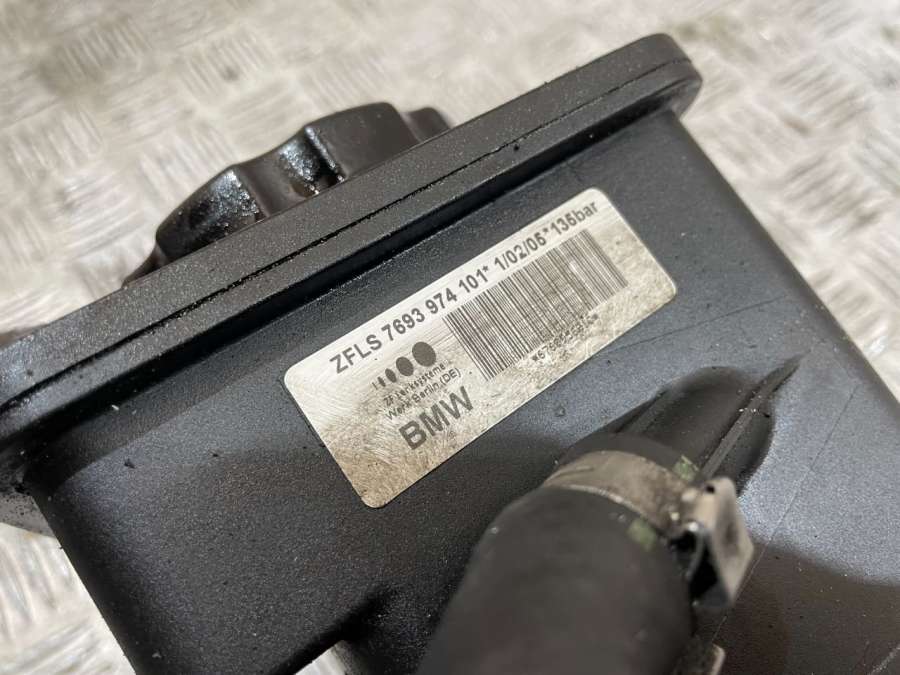 ZFLS 7693 974 101* 1/02/05*135bar
ZF Lenksysteme
Werk Berlin (DE)
BMW